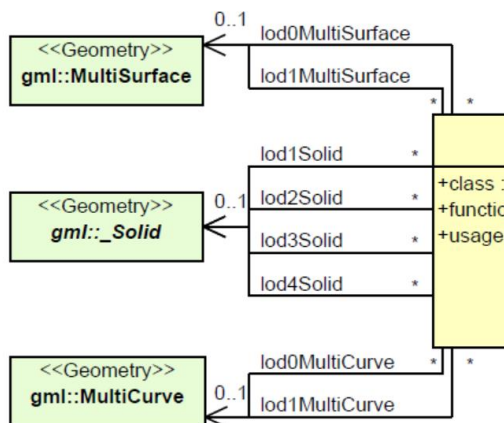 0..1
lod0MultiSurface
<<Geometry>>
gml::MultiSurface
lod1MultiSurface
* *
lod1Solid *
+class :
<<Geometry>>
0..1
lod2Solid *
+functio
gml::_Solid
lod3Solid *
+usage
lod4Solid *
<<Geometry>>
lod0MultiCurve * *
gml::MultiCurve
0..1
lod1MultiCurve